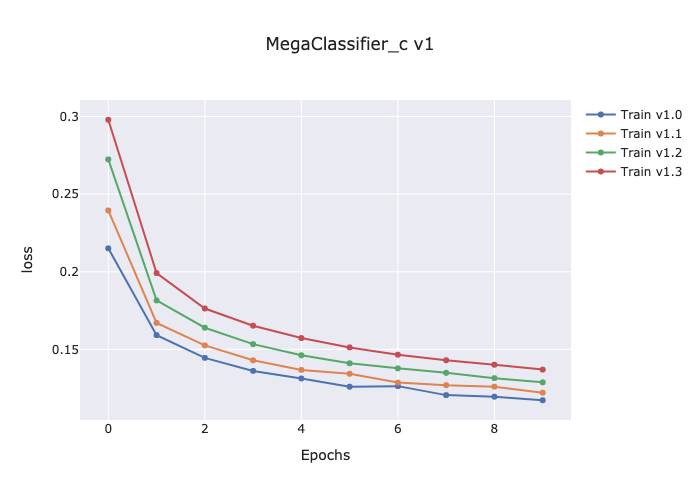 MegaClassifier_c v1
Train v1.0
Train v1.1
Train v1.2
Train v1.3
loss
0.3
0.25
0.2
0.15
0 2 4 6 8
Epochs